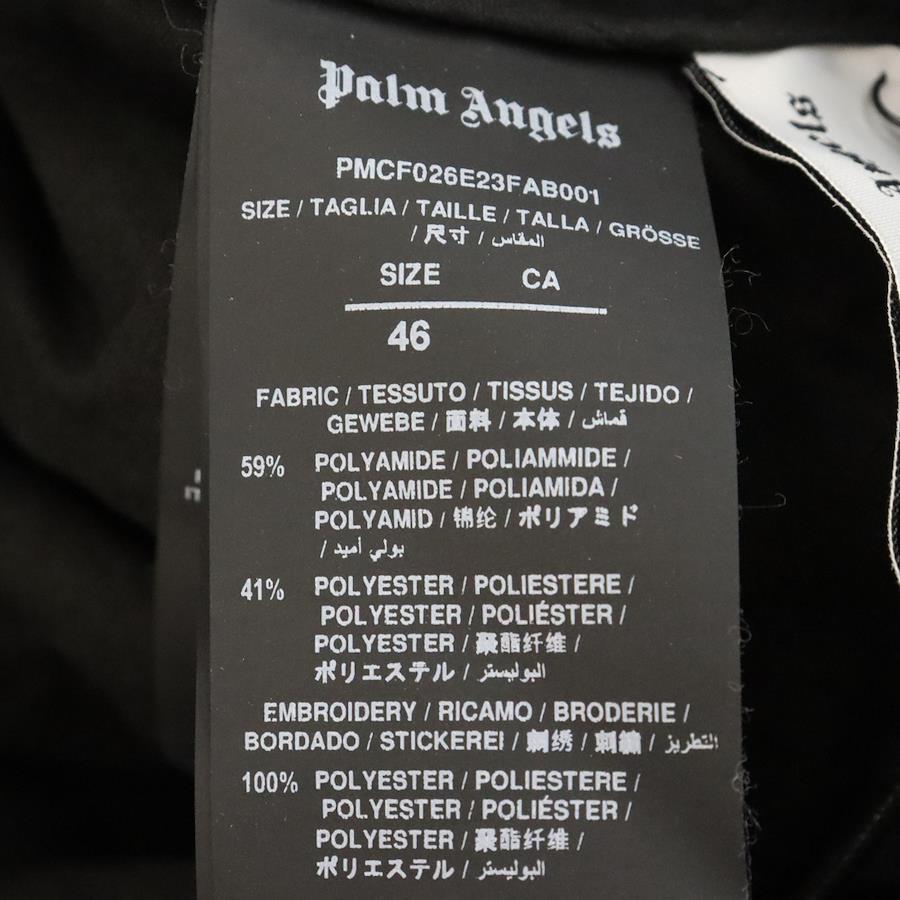 Palm Angels
PMCF026E23FAB001
SIZE / TAGLIA / TAILLE / TALLA / GRÖSSE
/ 尺寸 / المقاس
SIZE CA
46
FABRIC / TESSUTO / TISSUS / TEJIDO /
GEWEBE / 面料 / 本体 / قماش
59% POLYAMIDE / POLIAMMIDE /
POLYAMIDE / POLIAMIDA /
POLYAMID / 锦纶 / ポリアミド
/ بولي أميد
41% POLYESTER / POLIESTERE /
POLYESTER / POLIÉSTER /
POLYESTER / 聚酯纤维 /
ポリエステル / البوليستر
EMBROIDERY / RICAMO / BRODERIE /
BORDADO / STICKEREI / 刺绣 / 刺繍 / التطريز
100% POLYESTER / POLIESTERE /
POLYESTER / POLIÉSTER /
POLYESTER / 聚酯纤维 /
ポリエステル / البوليستر